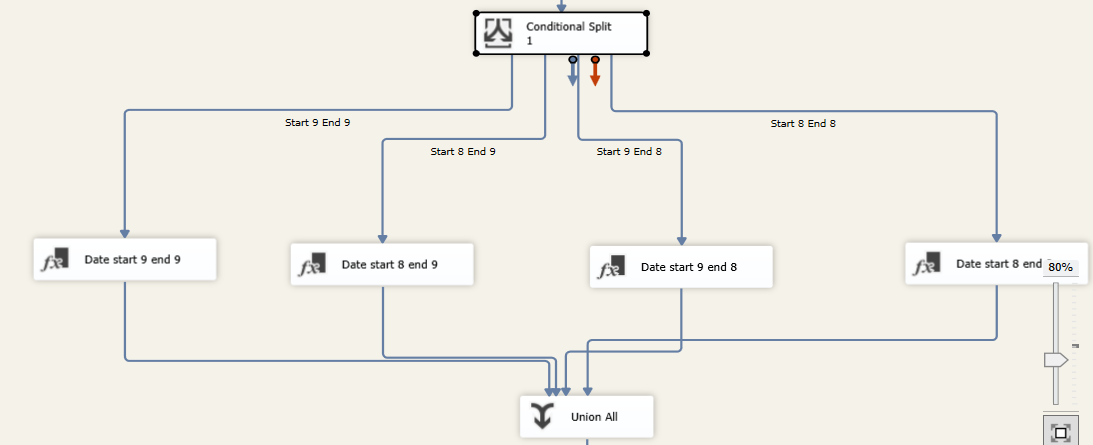 Conditional Split
1
Start 9 End 9
Start 8 End 8
Start 8 End 9
Start 9 End 8
Date start 9 end 9
Date start 8 end 9
Date start 9 end 8
Date start 8 end
80%
Union All